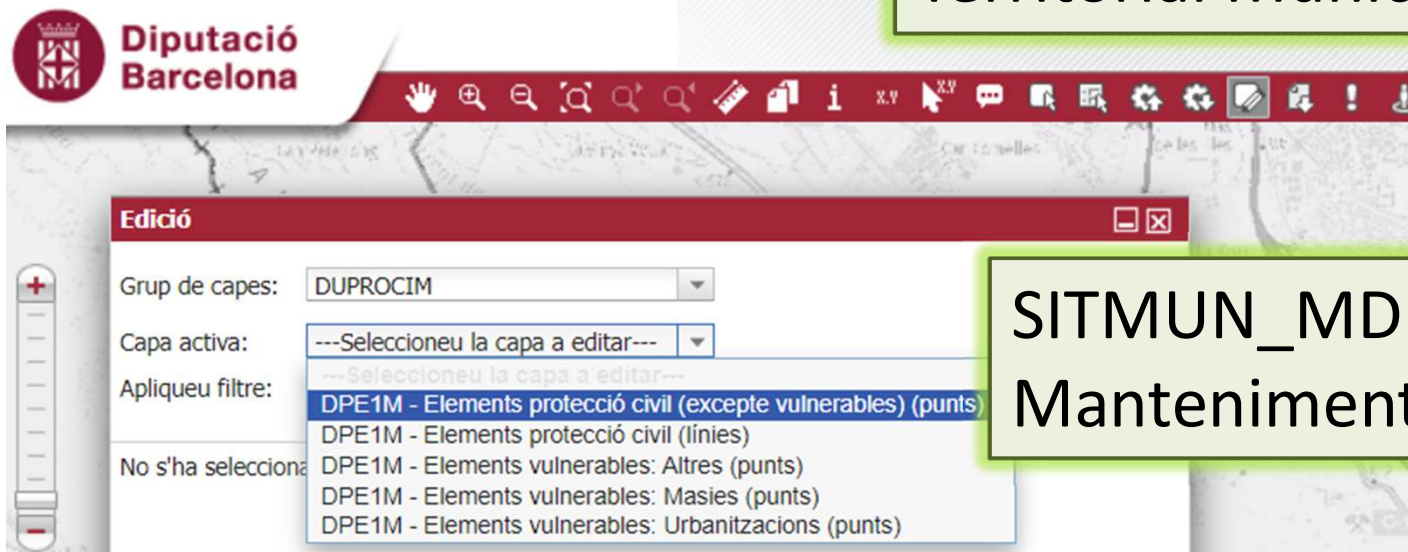 Diputació
Barcelona
i X.Y X.Y !
Edició
Grup de capes: DUPROCIM
Capa activa: ---Seleccioneu la capa a editar---
Apliqueu filtre:
---Seleccioneu la capa a editar---
DPE1M - Elements protecció civil (excepte vulnerables) (punts)
DPE1M - Elements protecció civil (línies)
DPE1M - Elements vulnerables: Altres (punts)
DPE1M - Elements vulnerables: Masies (punts)
DPE1M - Elements vulnerables: Urbanitzacions (punts)
No s'ha selecciona
SITMUN_MD
Manteniment